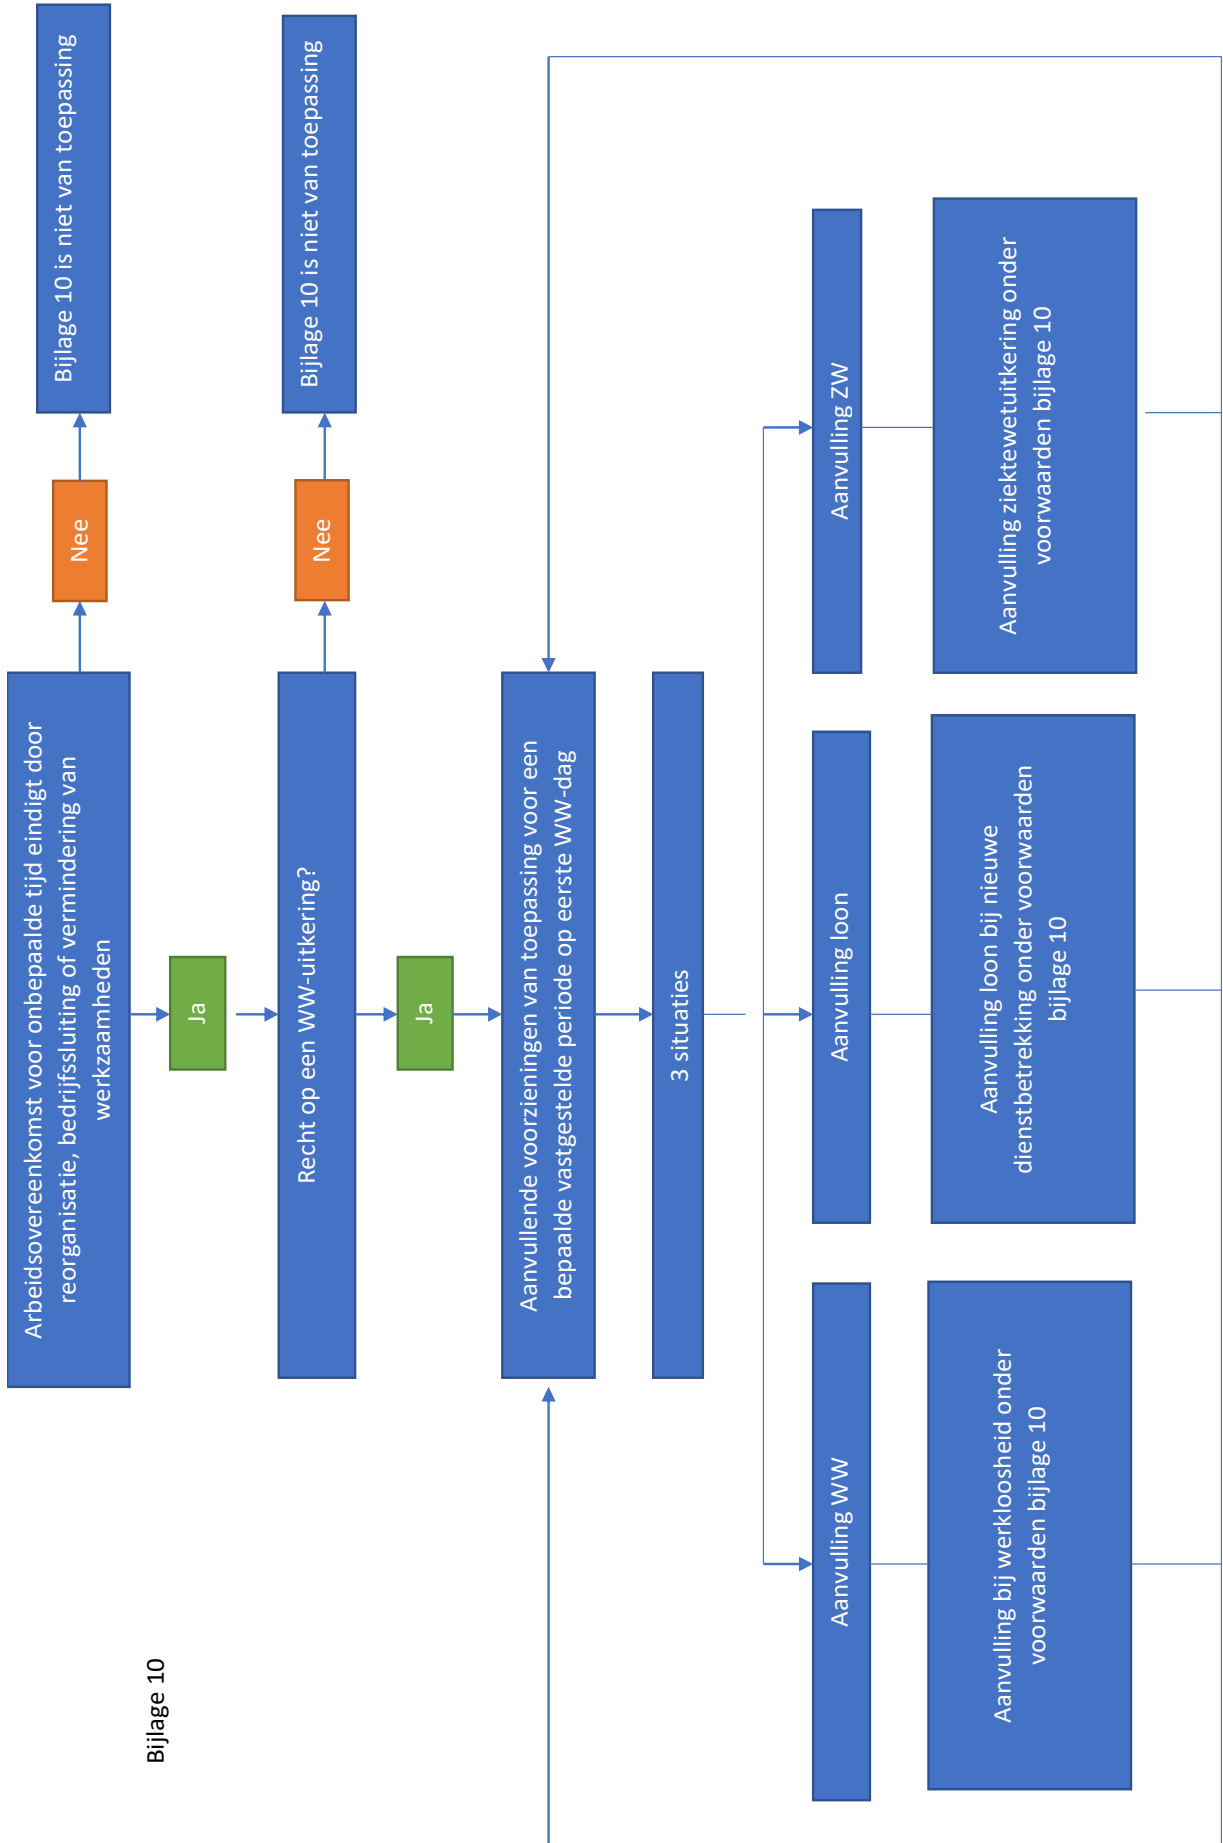 Bijlage 10
Arbeidsovereenkomst voor onbepaalde tijd eindigt door
reorganisatie, bedrijfssluiting of vermindering van
werkzaamheden
Nee
Bijlage 10 is niet van toepassing
Ja
Recht op een WW-uitkering?
Nee
Bijlage 10 is niet van toepassing
Ja
Aanvullende voorzieningen van toepassing voor een
bepaalde vastgestelde periode op eerste WW-dag
3 situaties
Aanvulling WW
Aanvulling bij werkloosheid onder
voorwaarden bijlage 10
Aanvulling loon
Aanvulling loon bij nieuwe
dienstbetrekking onder voorwaarden
bijlage 10
Aanvulling ZW
Aanvulling ziektewetuitkering onder
voorwaarden bijlage 10